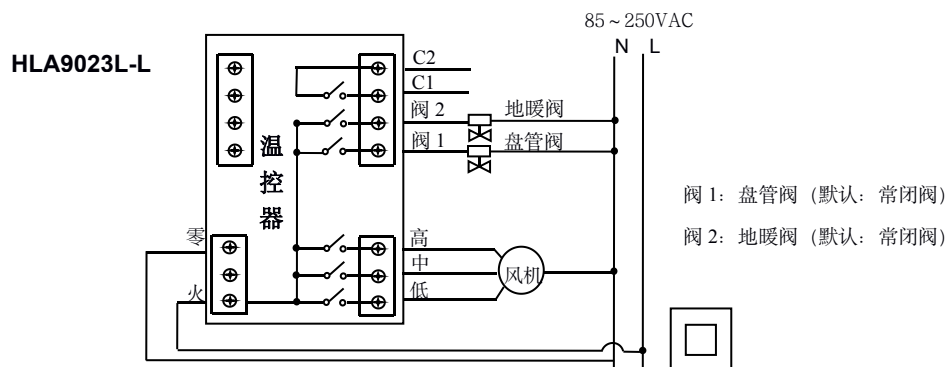 85~250VAC
N L
HLA9023L-L
C2
C1
阀 2
地暖阀
阀 1
盘管阀
温控器
阀 1：盘管阀（默认：常闭阀）
阀 2：地暖阀（默认：常闭阀）
零
高
中
风机
火
低